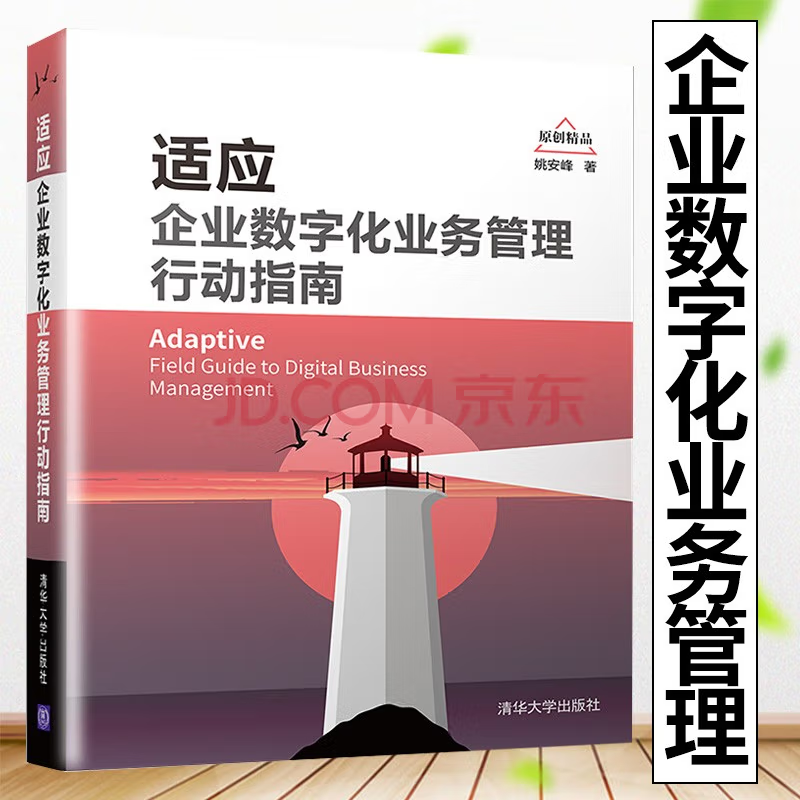 适应
企业数字化业务管理行动指南
清华大学出版社
原创精品
姚安峰 著
适应
企业数字化业务管理
行动指南
Adaptive
Field Guide to Digital Business
Management
JD.COM 京东
清华大学出版社
企业数字化业务管理